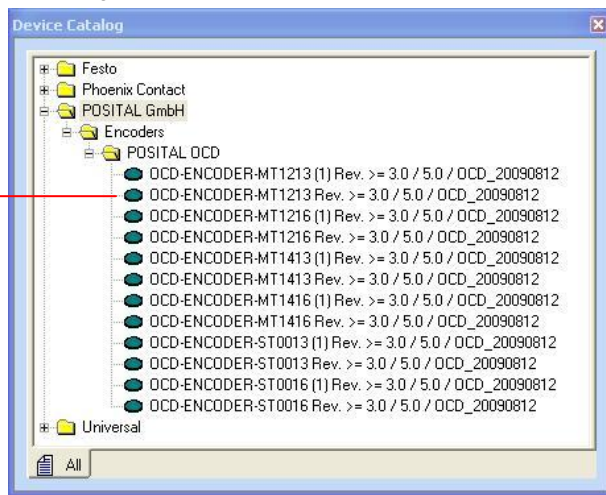 Device Catalog
Festo
Phoenix Contact
POSITAL GmbH
Encoders
POSITAL OCD
OCD-ENCODER-MT1213 (1) Rev. >= 3.0 / 5.0 / OCD_20090812
OCD-ENCODER-MT1213 Rev. >= 3.0 / 5.0 / OCD_20090812
OCD-ENCODER-MT1216 (1) Rev. >= 3.0 / 5.0 / OCD_20090812
OCD-ENCODER-MT1216 Rev. >= 3.0 / 5.0 / OCD_20090812
OCD-ENCODER-MT1413 (1) Rev. >= 3.0 / 5.0 / OCD_20090812
OCD-ENCODER-MT1413 Rev. >= 3.0 / 5.0 / OCD_20090812
OCD-ENCODER-MT1416 (1) Rev. >= 3.0 / 5.0 / OCD_20090812
OCD-ENCODER-MT1416 Rev. >= 3.0 / 5.0 / OCD_20090812
OCD-ENCODER-ST0013 (1) Rev. >= 3.0 / 5.0 / OCD_20090812
OCD-ENCODER-ST0013 Rev. >= 3.0 / 5.0 / OCD_20090812
OCD-ENCODER-ST0016 (1) Rev. >= 3.0 / 5.0 / OCD_20090812
OCD-ENCODER-ST0016 Rev. >= 3.0 / 5.0 / OCD_20090812
Universal
All